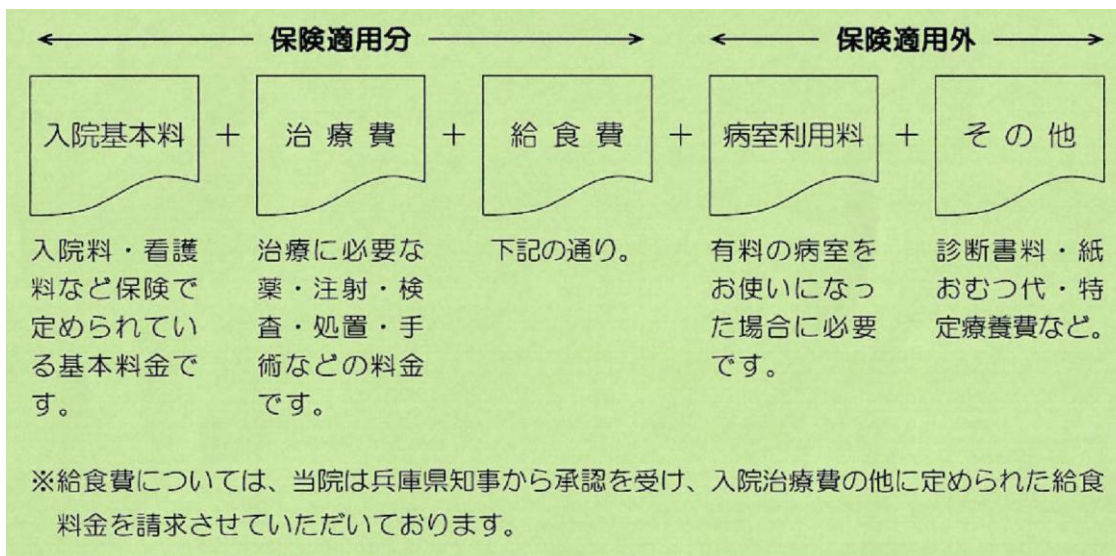 保険適用分
保険適用外
入院基本料 + 治療費 + 給食費 + 病室利用料 + その他
入院料・看護
料など保険で
定められてい
る基本料金で
す。
治療に必要な
薬・注射・検
査・処置・手
術などの料金
です。
下記の通り。
有料の病室を
お使いになっ
た場合に必要
です。
診断書料・紙
おむつ代・特
定療養費など。
※給食費については、当院は兵庫県知事から承認を受け、入院治療費の他に定められた給食
料金を請求させていただいております。